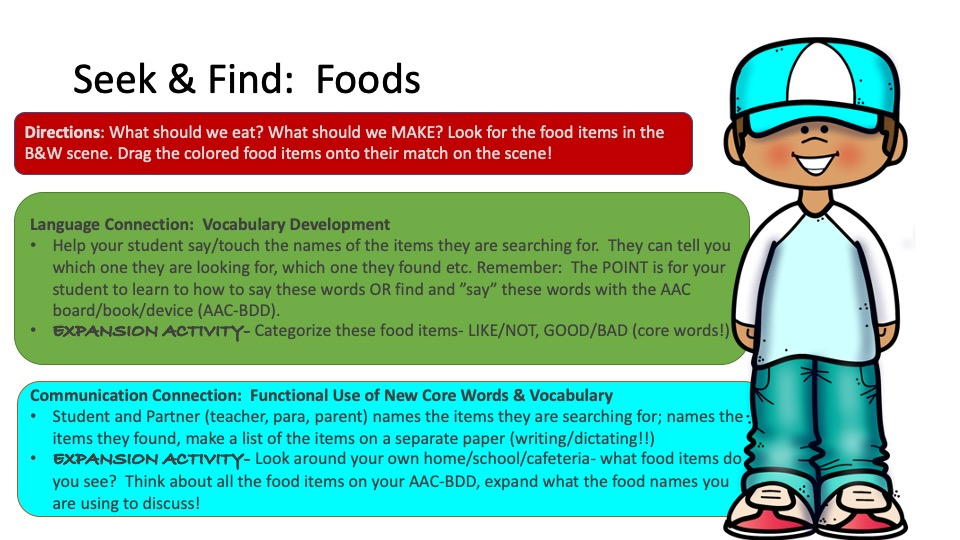 Seek & Find:  Foods
Directions: What should we eat? What should we MAKE? Look for the food items in the
B&W scene. Drag the colored food items onto their match on the scene!
Language Connection:  Vocabulary Development
• Help your student say/touch the names of the items they are searching for.  They can tell you
which one they are looking for, which one they found etc. Remember:  The POINT is for your
student to learn to how to say these words OR find and ”say” these words with the AAC
board/book/device (AAC-BDD).
• EXPANSION ACTIVITY- Categorize these food items- LIKE/NOT, GOOD/BAD (core words!)
Communication Connection:  Functional Use of New Core Words & Vocabulary
• Student and Partner (teacher, para, parent) names the items they are searching for; names the
items they found, make a list of the items on a separate paper (writing/dictating!!)
• EXPANSION ACTIVITY- Look around your own home/school/cafeteria- what food items do
you see?  Think about all the food items on your AAC-BDD, expand what the food names you
are using to discuss!